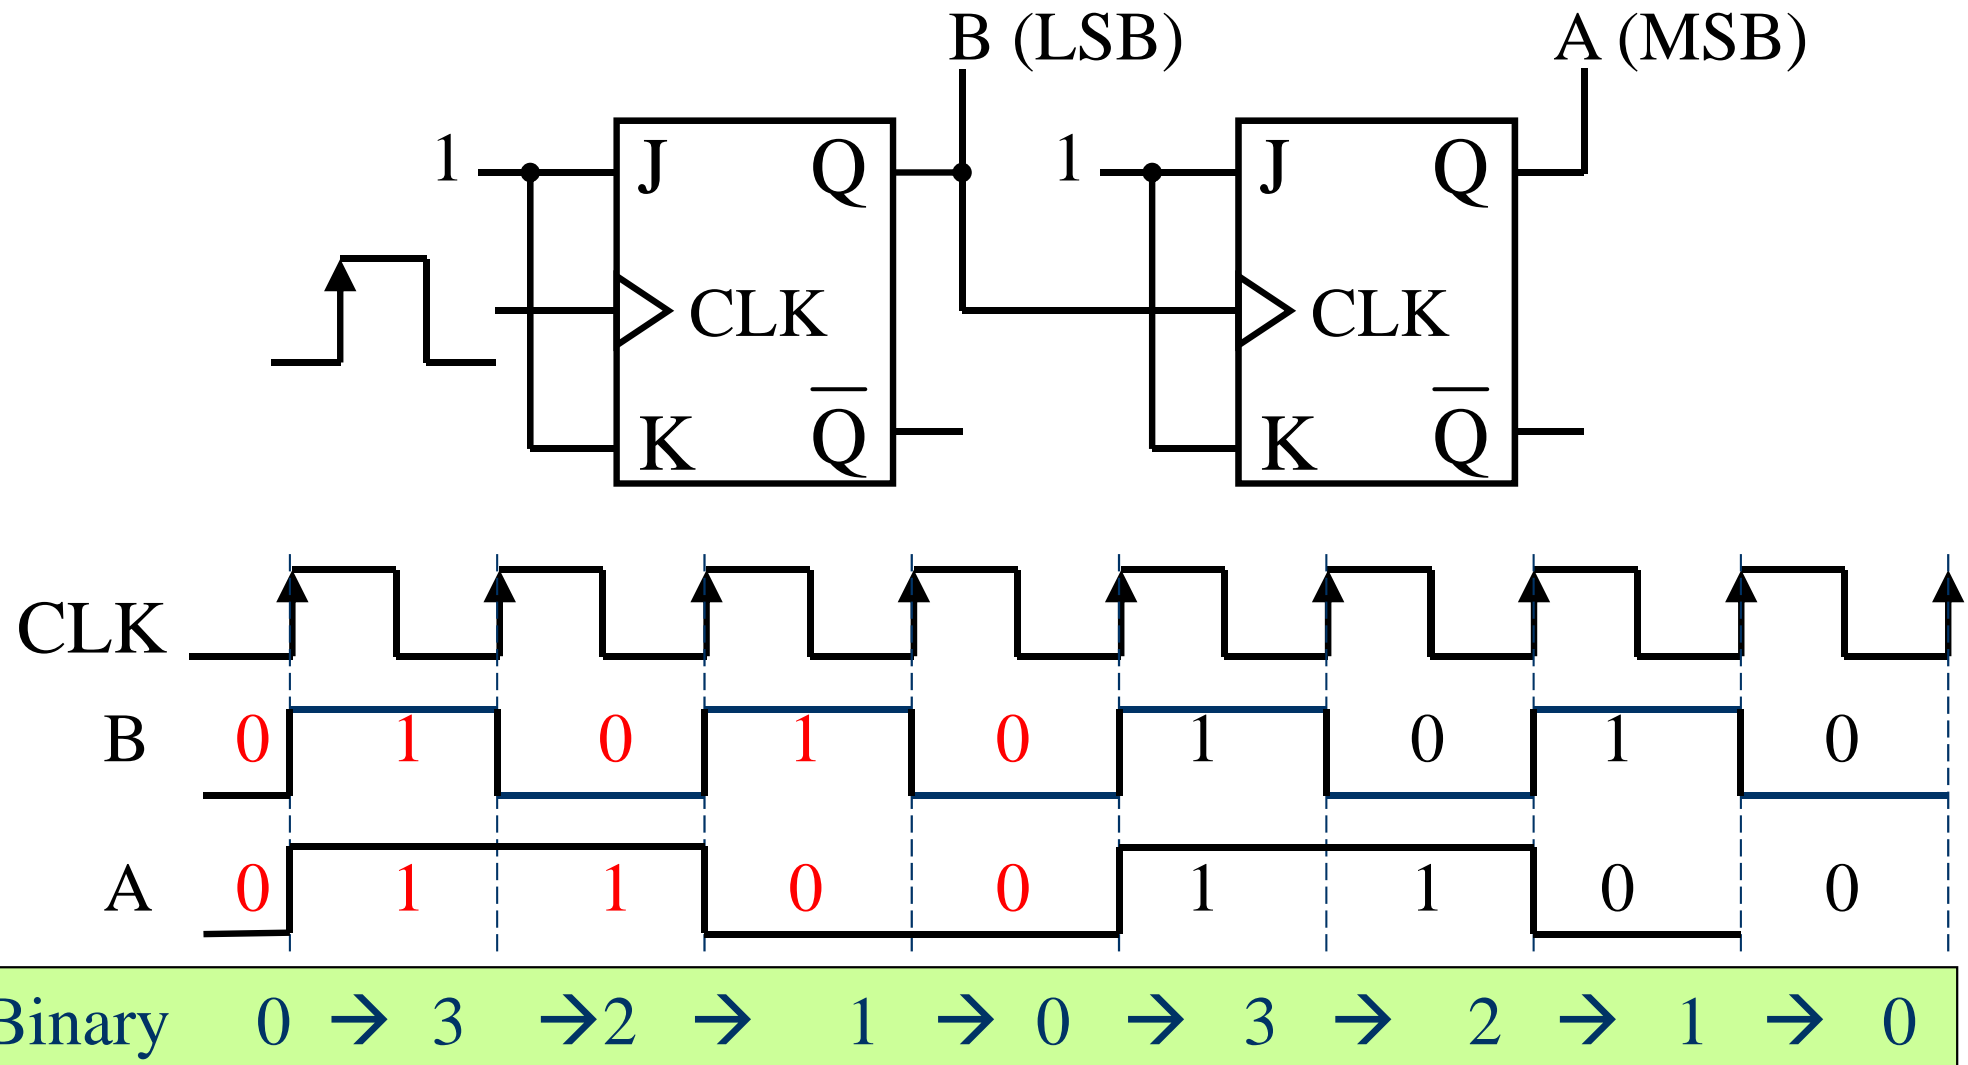 B (LSB) A (MSB)
1 J Q 1 J Q
CLK CLK
K Q K Q
CLK
B 0 1 0 1 0 1 0 1 0
A 0 1 1 0 0 1 1 0 0
Binary 0 → 3 → 2 → 1 → 0 → 3 → 2 → 1 → 0